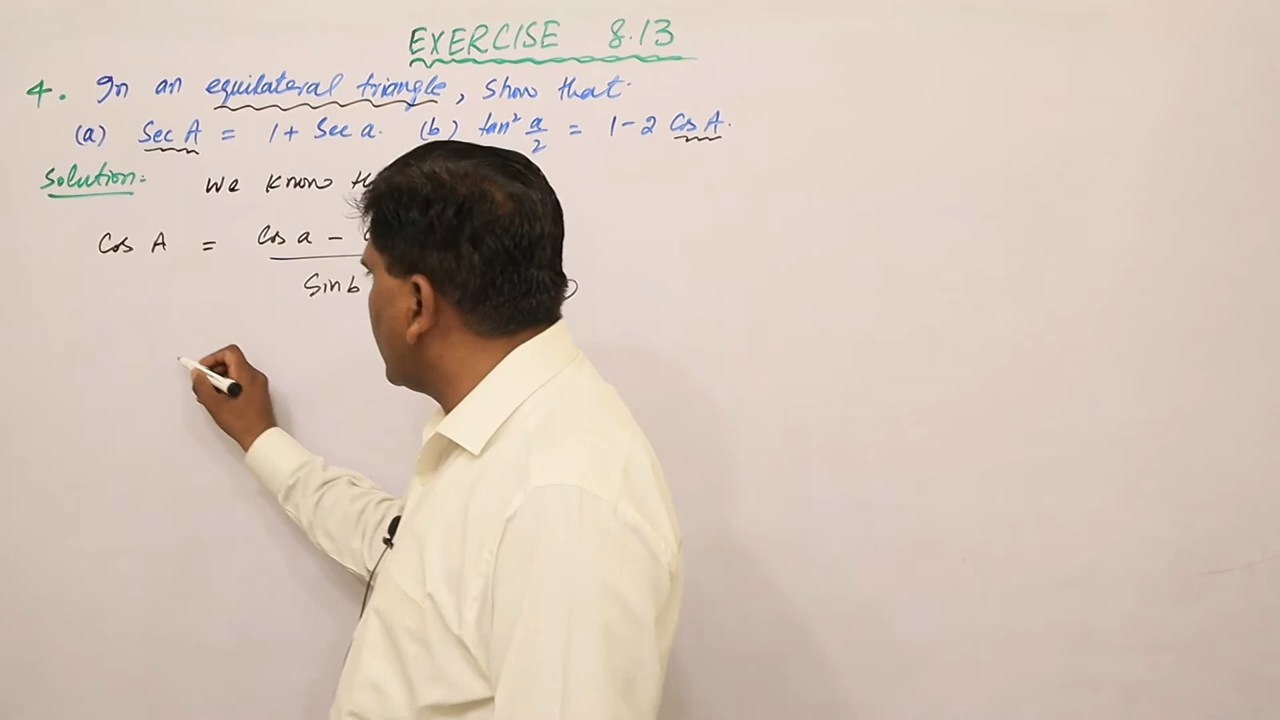 EXERCISE 8.13
4. In an equilateral triangle, show that
(a) Sec A = 1 + Sec a. (b) tan² a/2 = 1 - 2 Cos A.
Solution:- We know
Cos A = Cos a -
Sin b